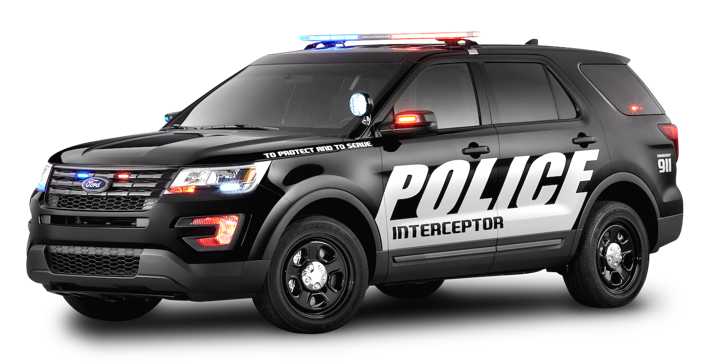 TO PROTECT AND TO SERVE
POLICE
INTERCEPTOR
911
Ford